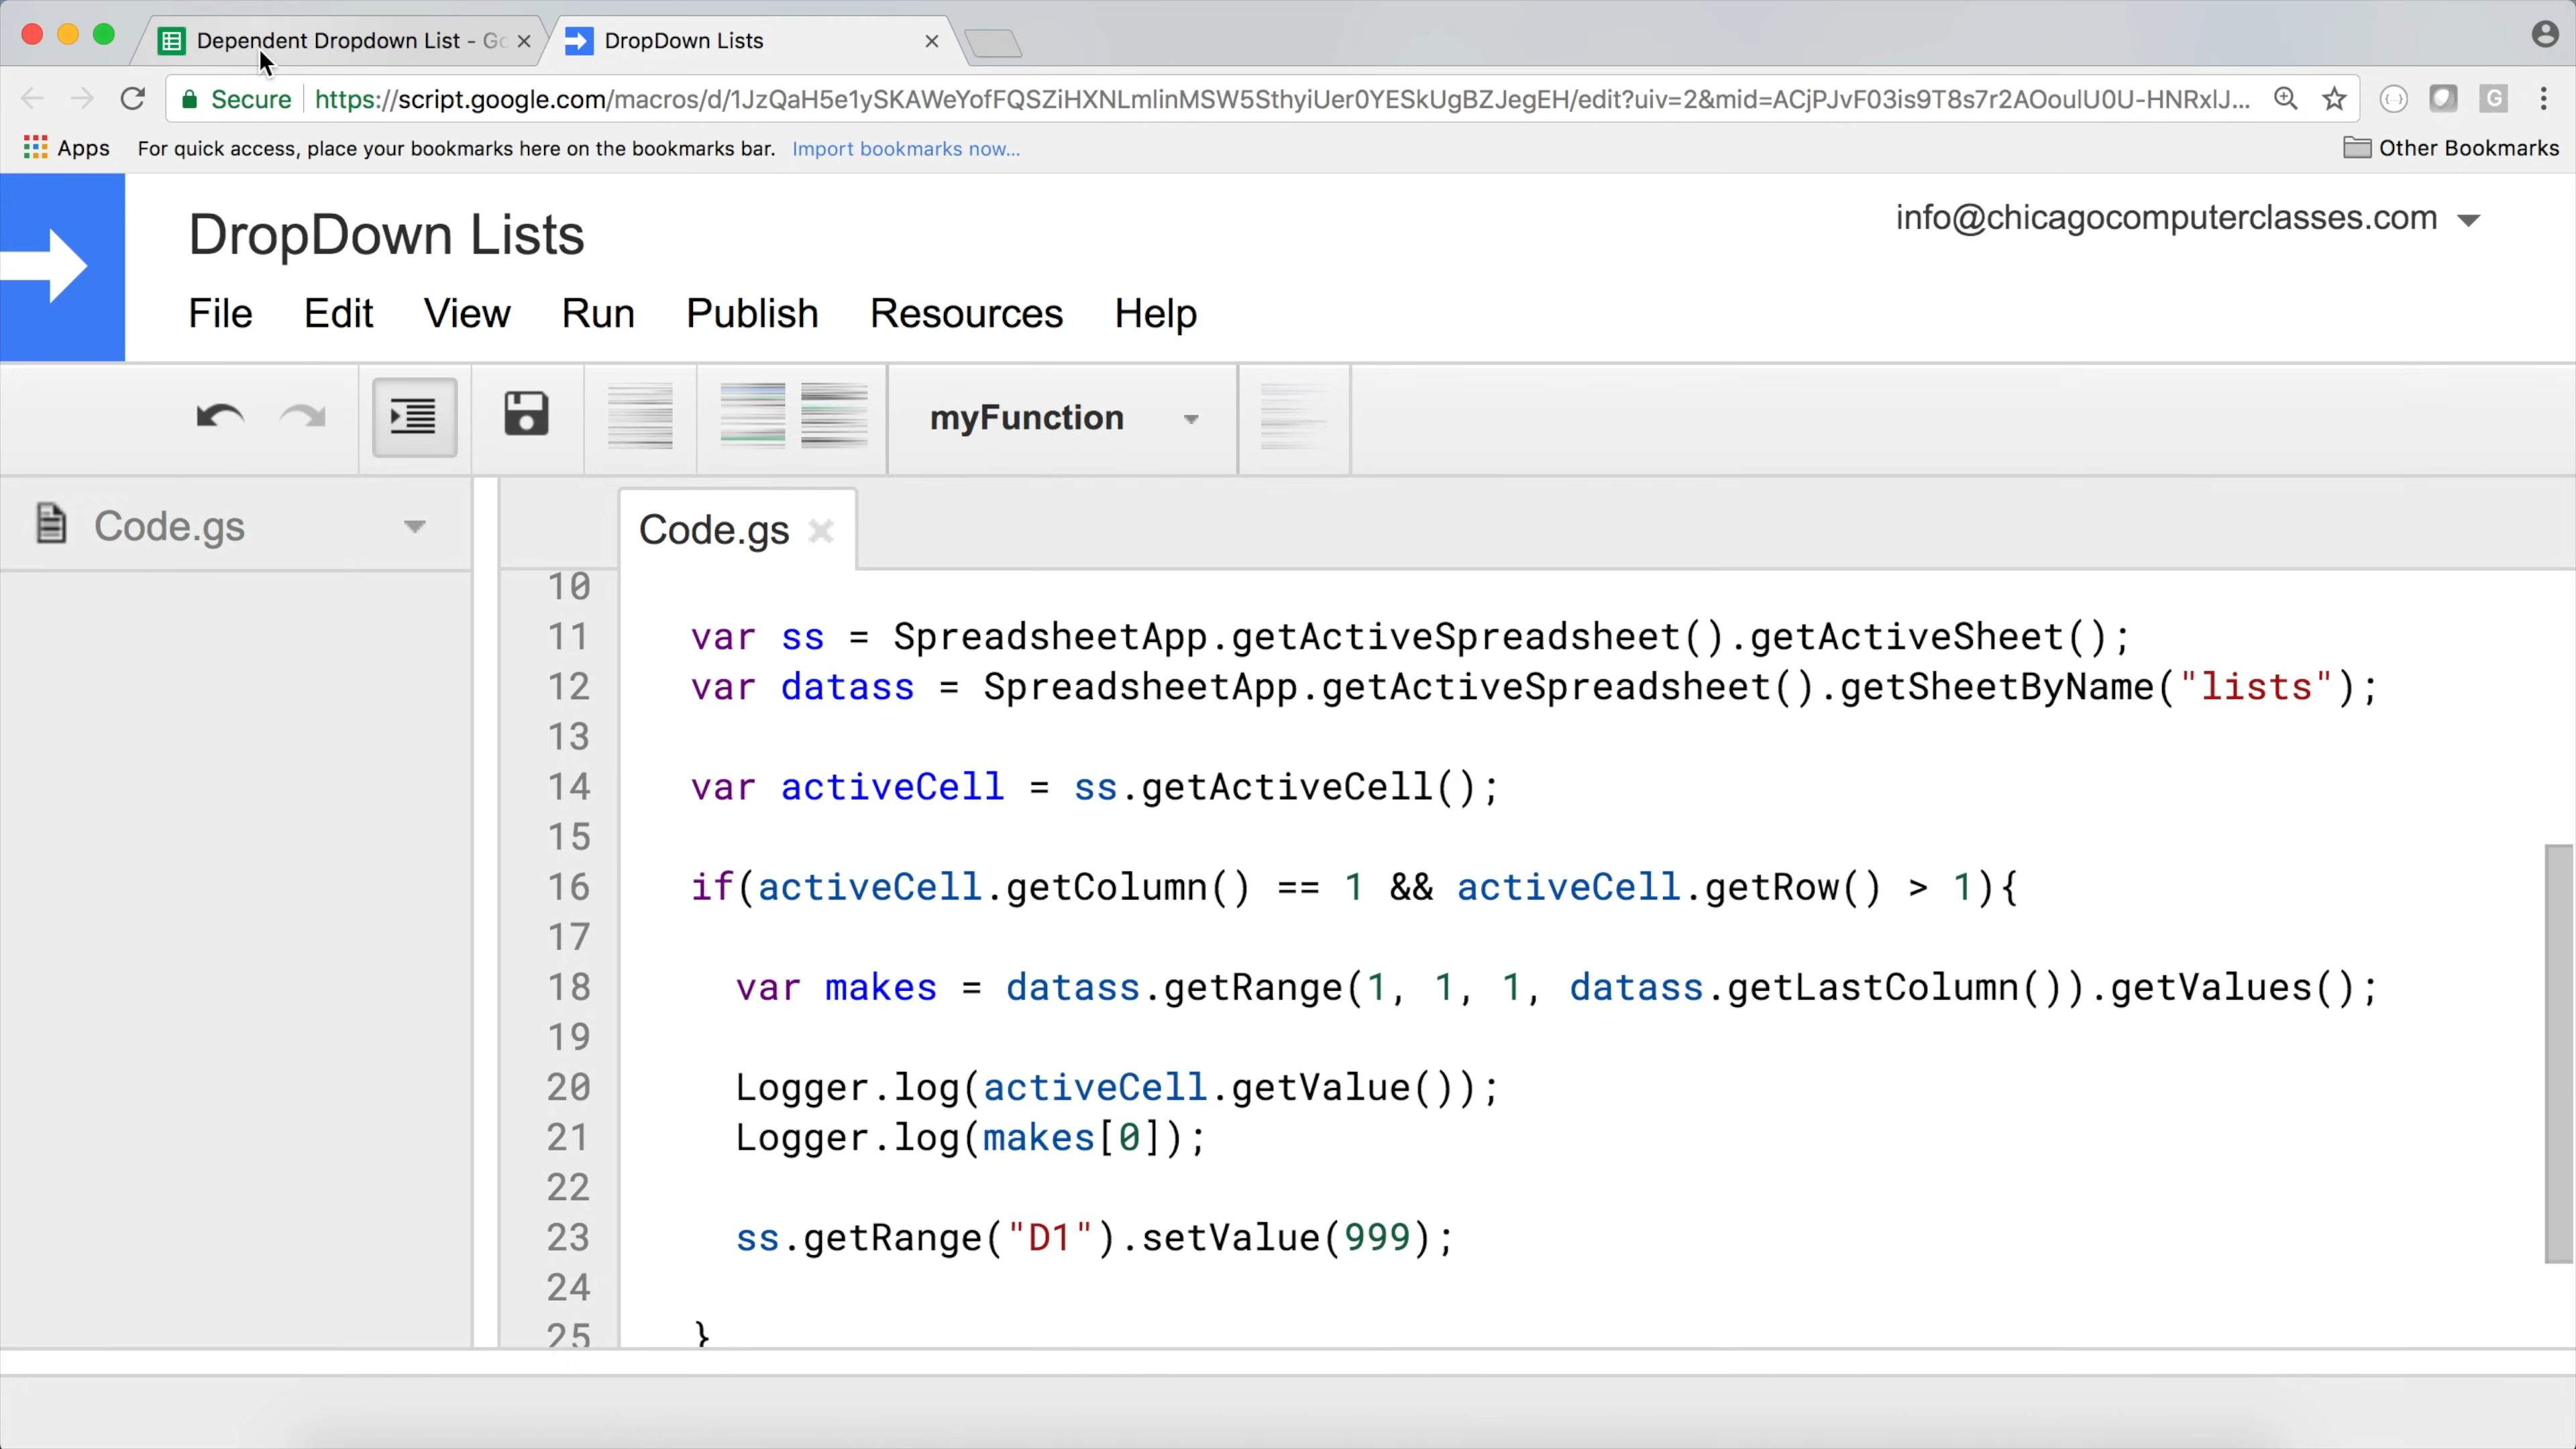 Dependent Dropdown List - Go
DropDown Lists
Secure
https://script.google.com/macros/d/1JzQaH5e1ySKAWeYofFQSZiHXNLmlinMSW5SthyiUer0YESkUgBZJegEH/edit?uiv=2&mid=ACjPJvF03is9T8s7r2AOoulU0U-HNRxlJ...
G
Apps For quick access, place your bookmarks here on the bookmarks bar. Import bookmarks now... Other Bookmarks
DropDown Lists
info@chicagocomputerclasses.com
File Edit View Run Publish Resources Help
myFunction
Code.gs
Code.gs
10
11 var ss = SpreadsheetApp.getActiveSpreadsheet().getActiveSheet();
12 var datass = SpreadsheetApp.getActiveSpreadsheet().getSheetByName("lists");
13
14 var activeCell = ss.getActiveCell();
15
16 if(activeCell.getColumn() == 1 && activeCell.getRow() > 1){
17
18 var makes = datass.getRange(1, 1, 1, datass.getLastColumn()).getValues();
19
20 Logger.log(activeCell.getValue());
21 Logger.log(makes[0]);
22
23 ss.getRange("D1").setValue(999);
24
25 }